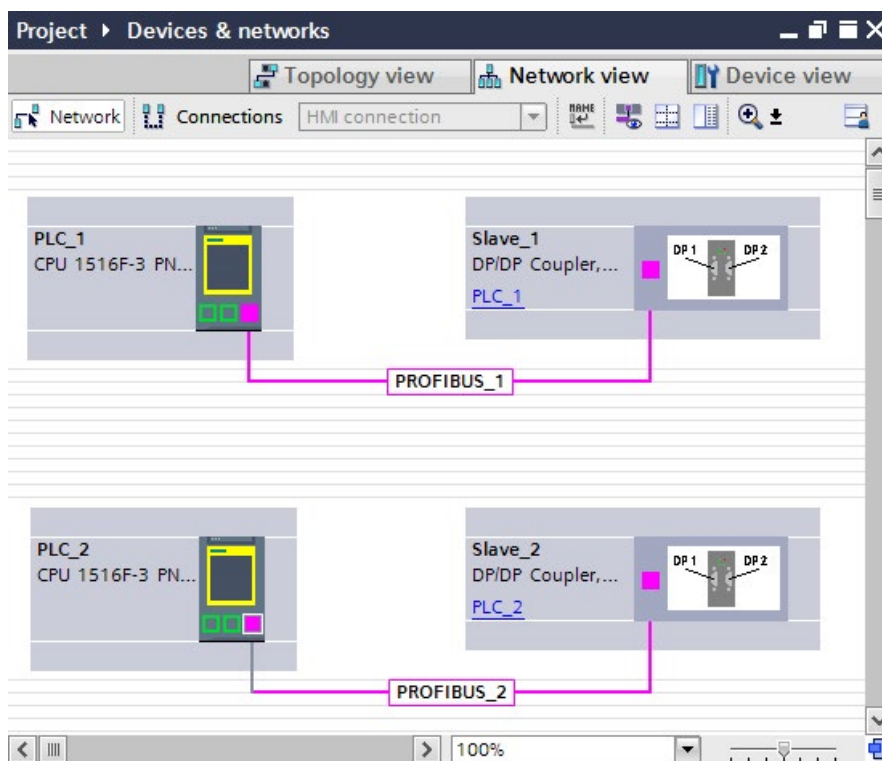 Project ▸ Devices & networks
Topology view
Network view
Device view
Network
Connections
HMI connection
NAME
PLC_1
CPU 1516F-3 PN...
Slave_1
DP/DP Coupler,...
PLC_1
DP 1
DP 2
PROFIBUS_1
PLC_2
CPU 1516F-3 PN...
Slave_2
DP/DP Coupler,...
PLC_2
DP 1
DP 2
PROFIBUS_2
100%